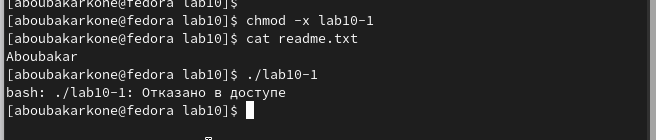 [aboubakarkone@fedora lab10]$
[aboubakarkone@fedora lab10]$ chmod -x lab10-1
[aboubakarkone@fedora lab10]$ cat readme.txt
Aboubakar
[aboubakarkone@fedora lab10]$ ./lab10-1
bash: ./lab10-1: Отказано в доступе
[aboubakarkone@fedora lab10]$